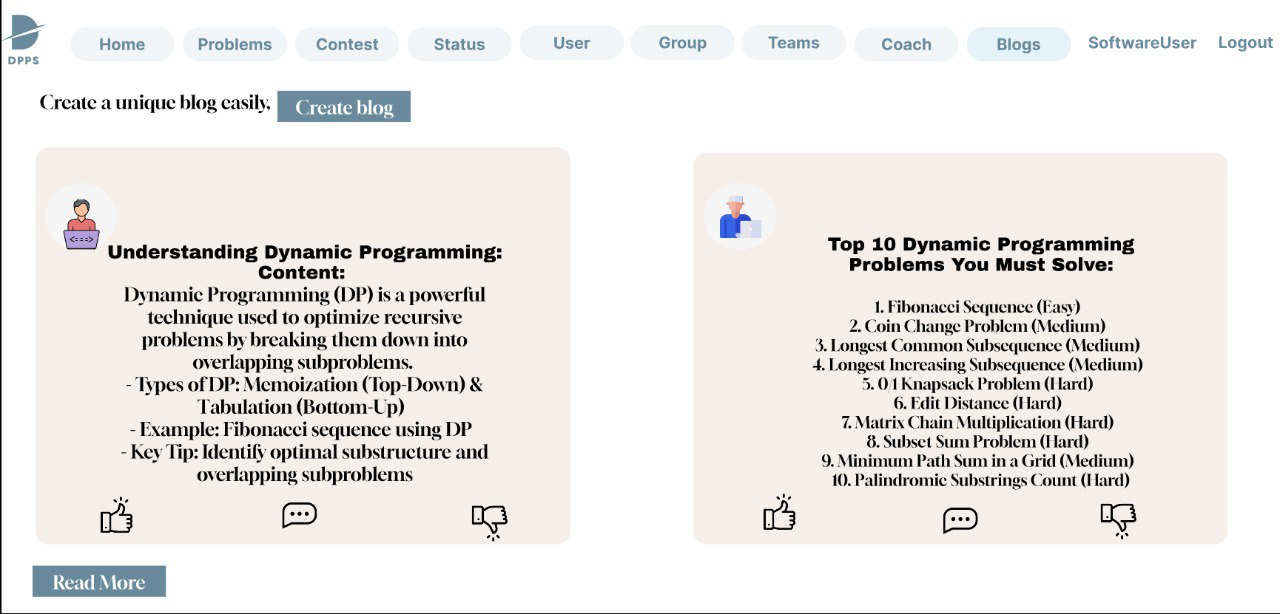 DPPS
Home
Problems
Contest
Status
User
Group
Teams
Coach
Blogs
SoftwareUser
Logout
Create a unique blog easily,
Create blog
Understanding Dynamic Programming:
Content:
Dynamic Programming (DP) is a powerful
technique used to optimize recursive
problems by breaking them down into
overlapping subproblems.
- Types of DP: Memoization (Top-Down) &
Tabulation (Bottom-Up)
- Example: Fibonacci sequence using DP
- Key Tip: Identify optimal substructure and
overlapping subproblems
Top 10 Dynamic Programming
Problems You Must Solve:
1. Fibonacci Sequence (Easy)
2. Coin Change Problem (Medium)
3. Longest Common Subsequence (Medium)
4. Longest Increasing Subsequence (Medium)
5. 0/1 Knapsack Problem (Hard)
6. Edit Distance (Hard)
7. Matrix Chain Multiplication (Hard)
8. Subset Sum Problem (Hard)
9. Minimum Path Sum in a Grid (Medium)
10. Palindromic Substrings Count (Hard)
Read More